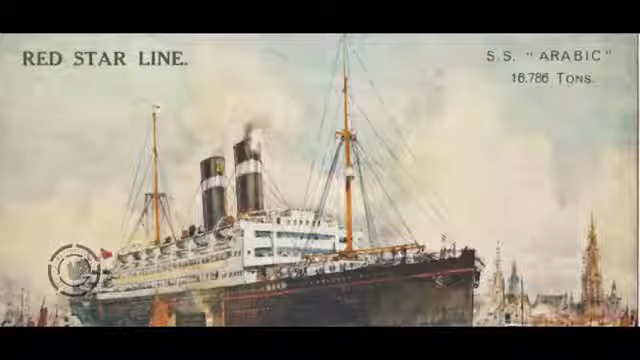 RED STAR LINE.
S.S. "ARABIC"
16.786 TONS.